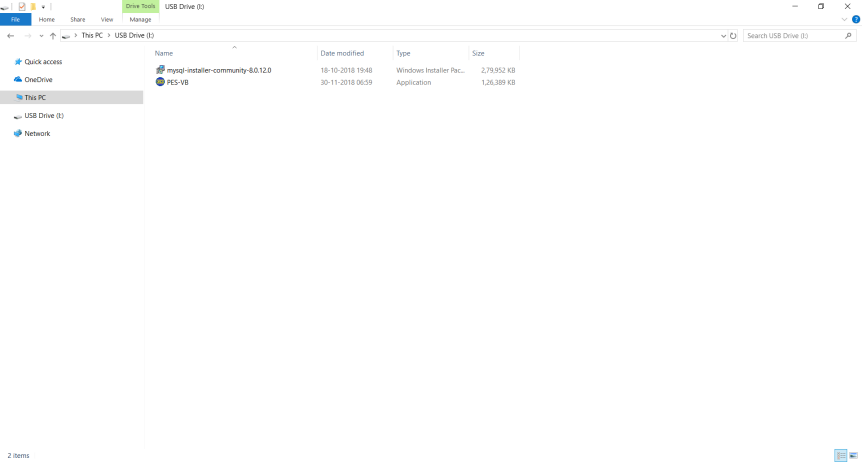 Drive Tools USB Drive (I:)
File Home Share View Manage
This PC > USB Drive (I:) Search USB Drive (I:)
Name Date modified Type Size
Quick access
mysql-installer-community-8.0.12.0 18-10-2018 19:48 Windows Installer Pac... 2,79,952 KB
OneDrive
PES-VB 30-11-2018 06:59 Application 1,26,389 KB
This PC
USB Drive (I:)
Network
2 items